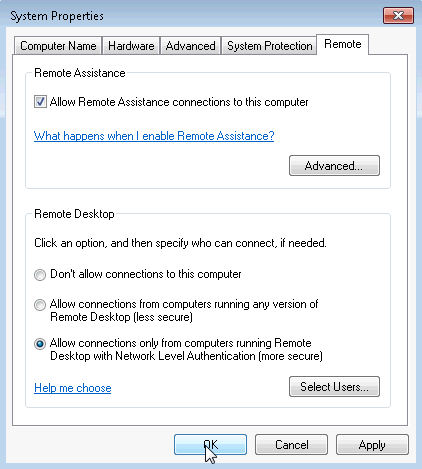 System Properties
Computer Name
Hardware
Advanced
System Protection
Remote
Remote Assistance
Allow Remote Assistance connections to this computer
What happens when I enable Remote Assistance?
Advanced...
Remote Desktop
Click an option, and then specify who can connect, if needed.
Don't allow connections to this computer
Allow connections from computers running any version of
Remote Desktop (less secure)
Allow connections only from computers running Remote
Desktop with Network Level Authentication (more secure)
Help me choose
Select Users...
OK
Cancel
Apply